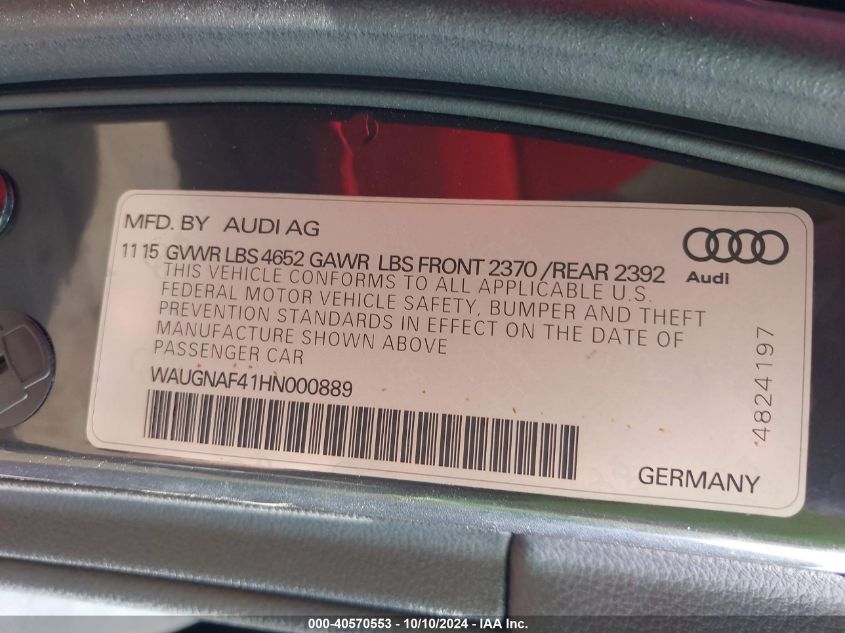 MFD. BY AUDI AG
11 15 GVWR LBS 4652 GAWR LBS FRONT 2370 /REAR 2392
THIS VEHICLE CONFORMS TO ALL APPLICABLE U.S.
FEDERAL MOTOR VEHICLE SAFETY, BUMPER AND THEFT
PREVENTION STANDARDS IN EFFECT ON THE DATE OF
MANUFACTURE SHOWN ABOVE
PASSENGER CAR
WAUGNAF41HN000889
Audi
4824197
GERMANY
000-40570553 - 10/10/2024 - IAA Inc.